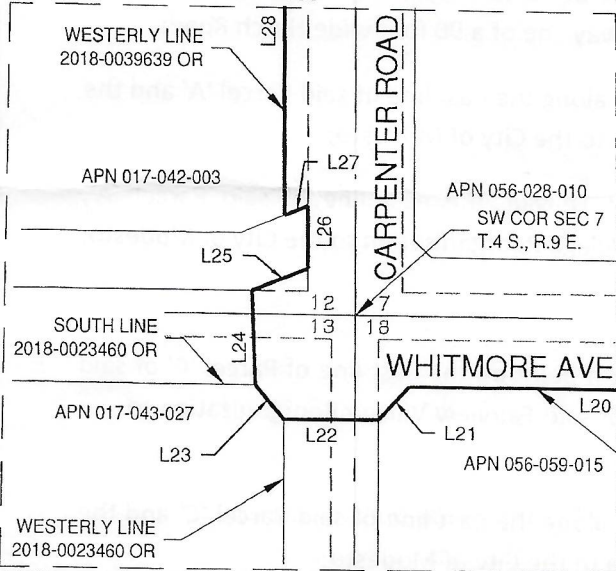 WESTERLY LINE
2018-0039639 OR
L28
CARPENTER ROAD
APN 017-042-003
L27
APN 056-028-010
SW COR SEC 7
T.4 S., R.9 E.
L26
L25
12
7
13
18
SOUTH LINE
2018-0023460 OR
L24
WHITMORE AVE
L20
APN 017-043-027
L22
L21
L23
APN 056-059-015
WESTERLY LINE
2018-0023460 OR